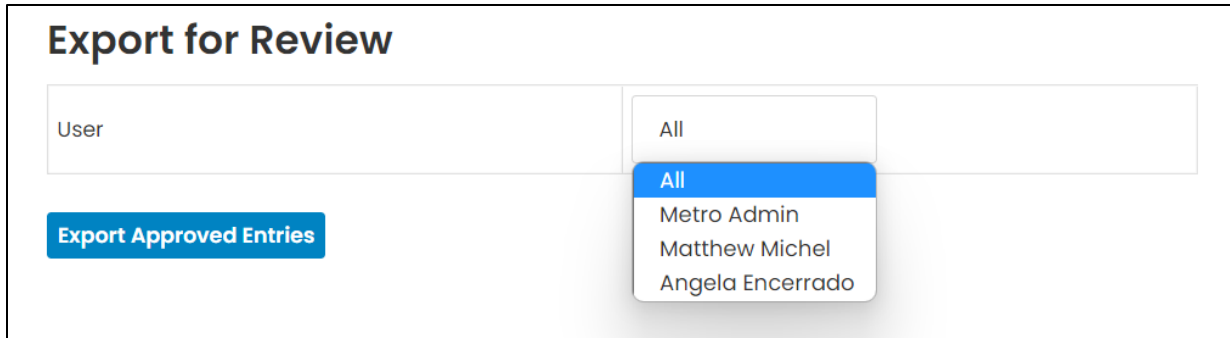 Export for Review
User
All
All
Metro Admin
Matthew Michel
Angela Encerrado
Export Approved Entries